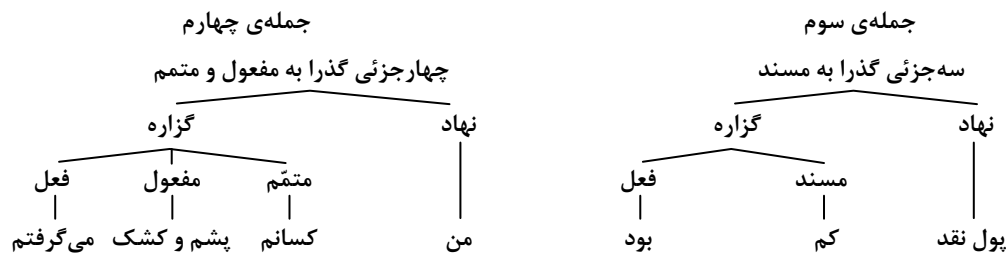 جمله‌ی سوم جمله‌ی چهارم
سه‌جزئی گذرا به مسند چهارجزئی گذرا به مفعول و متمم
نهاد گزاره نهاد گزاره
مسند فعل متمّم مفعول فعل
پول نقد کم بود من کسانم پشم و کشک می‌گرفتم